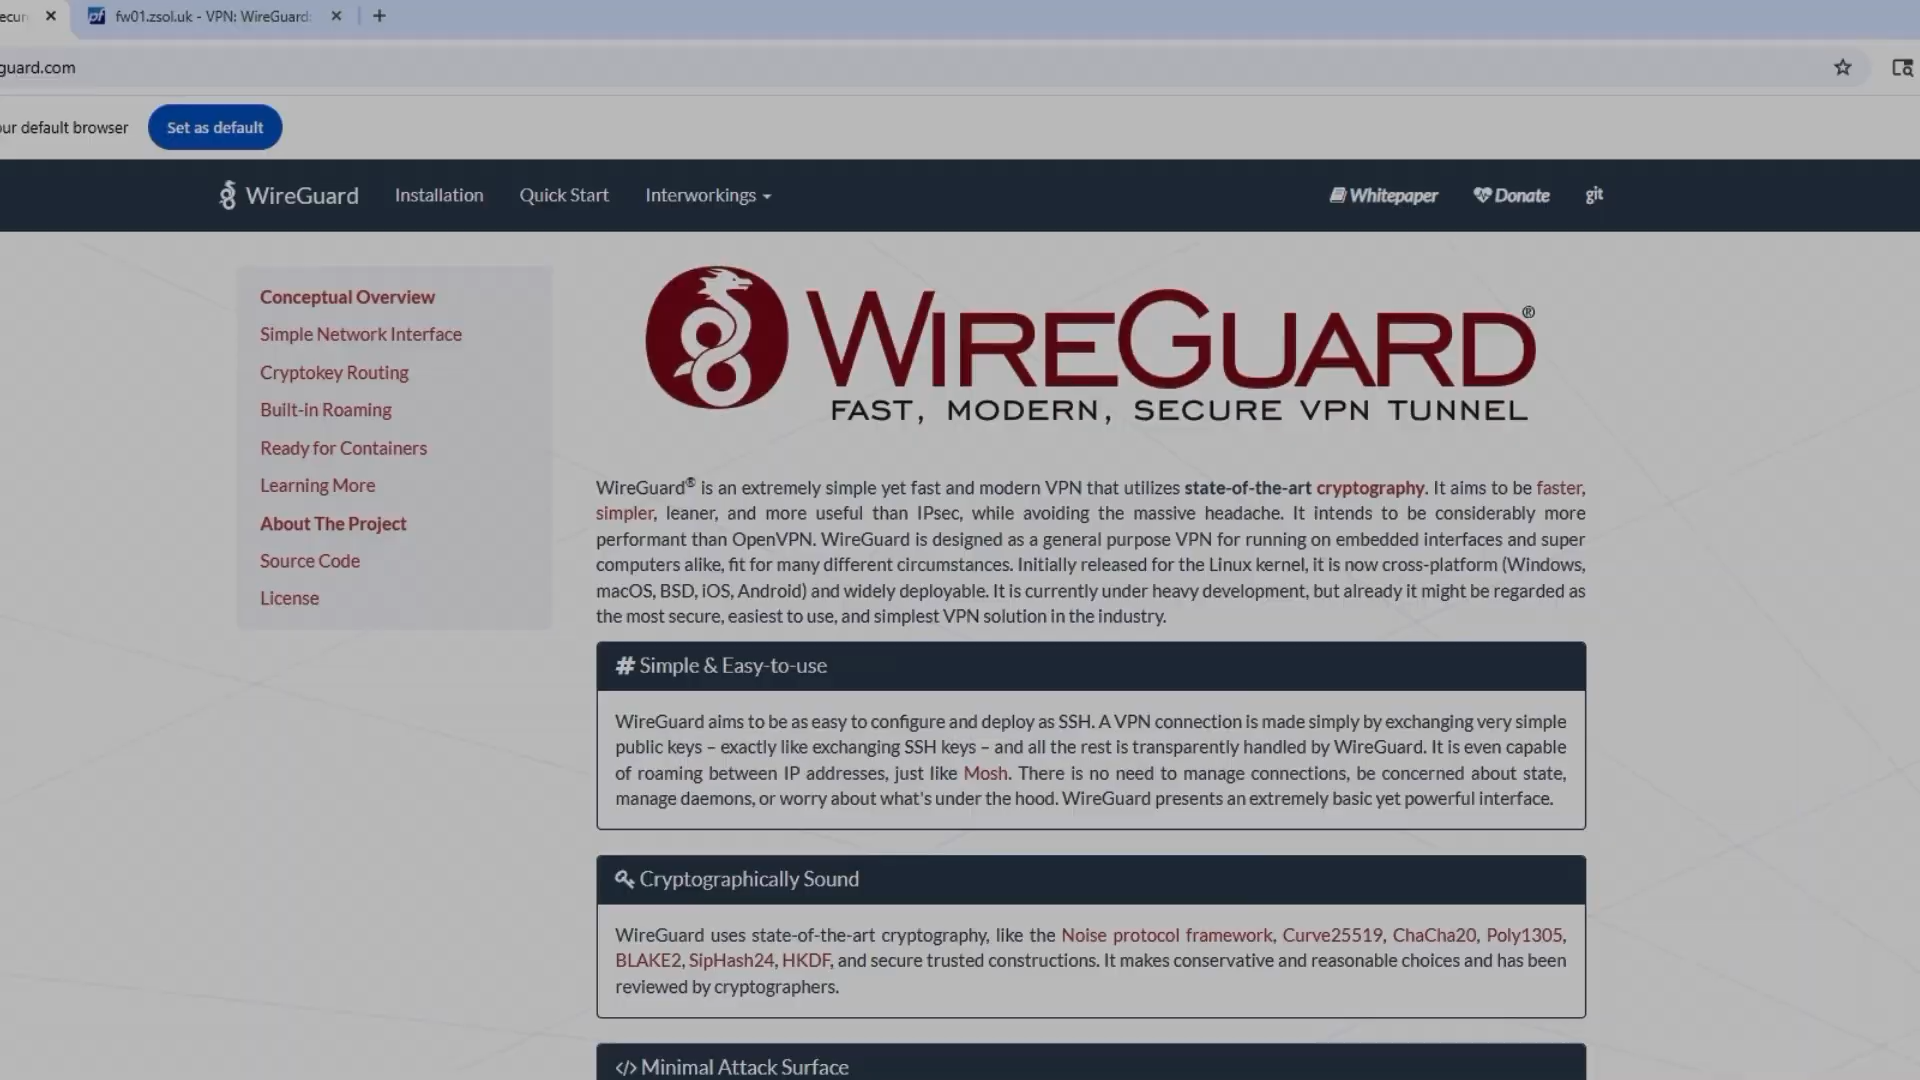 fw01.zsol.uk - VPN: WireGuard:
guard.com
our default browser
Set as default
WireGuard
Installation
Quick Start
Interworkings
Whitepaper
Donate
git
Conceptual Overview
Simple Network Interface
Cryptokey Routing
Built-in Roaming
Ready for Containers
Learning More
About The Project
Source Code
License
WIREGUARD®
FAST, MODERN, SECURE VPN TUNNEL
WireGuard® is an extremely simple yet fast and modern VPN that utilizes state-of-the-art cryptography. It aims to be faster,
simpler, leaner, and more useful than IPsec, while avoiding the massive headache. It intends to be considerably more
performant than OpenVPN. WireGuard is designed as a general purpose VPN for running on embedded interfaces and super
computers alike, fit for many different circumstances. Initially released for the Linux kernel, it is now cross-platform (Windows,
macOS, BSD, iOS, Android) and widely deployable. It is currently under heavy development, but already it might be regarded as
the most secure, easiest to use, and simplest VPN solution in the industry.
# Simple & Easy-to-use
WireGuard aims to be as easy to configure and deploy as SSH. A VPN connection is made simply by exchanging very simple
public keys – exactly like exchanging SSH keys – and all the rest is transparently handled by WireGuard. It is even capable
of roaming between IP addresses, just like Mosh. There is no need to manage connections, be concerned about state,
manage daemons, or worry about what's under the hood. WireGuard presents an extremely basic yet powerful interface.
Cryptographically Sound
WireGuard uses state-of-the-art cryptography, like the Noise protocol framework, Curve25519, ChaCha20, Poly1305,
BLAKE2, SipHash24, HKDF, and secure trusted constructions. It makes conservative and reasonable choices and has been
reviewed by cryptographers.
</> Minimal Attack Surface